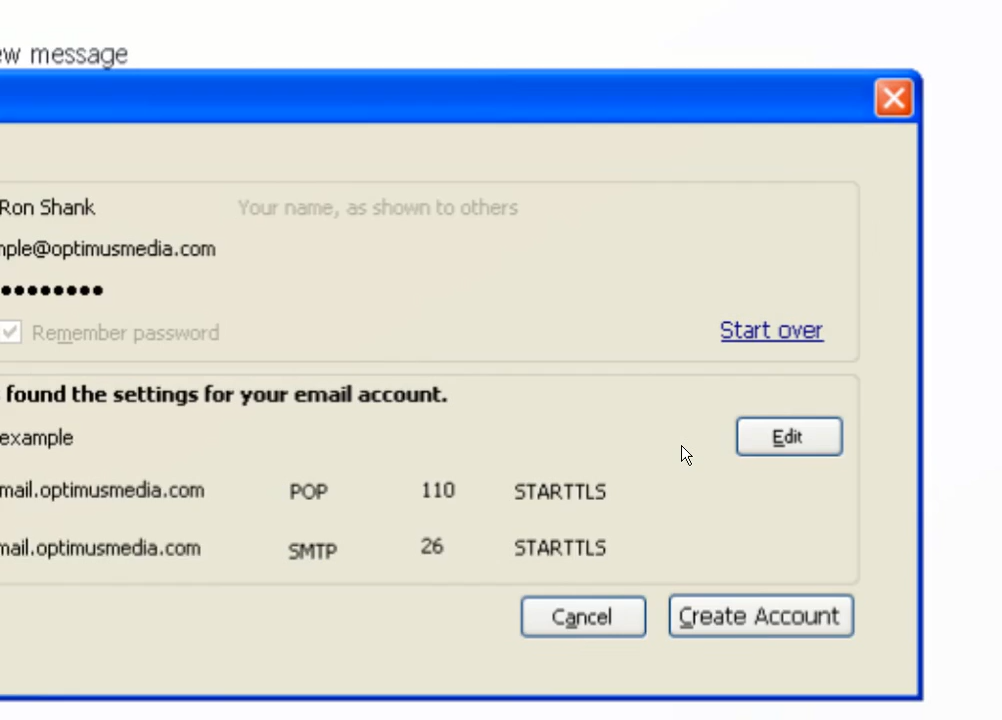 ew message
Ron Shank Your name, as shown to others
mple@optimusmedia.com
•••••••••
Remember password
Start over
found the settings for your email account.
example
Edit
mail.optimusmedia.com POP 110 STARTTLS
mail.optimusmedia.com SMTP 26 STARTTLS
Cancel Create Account